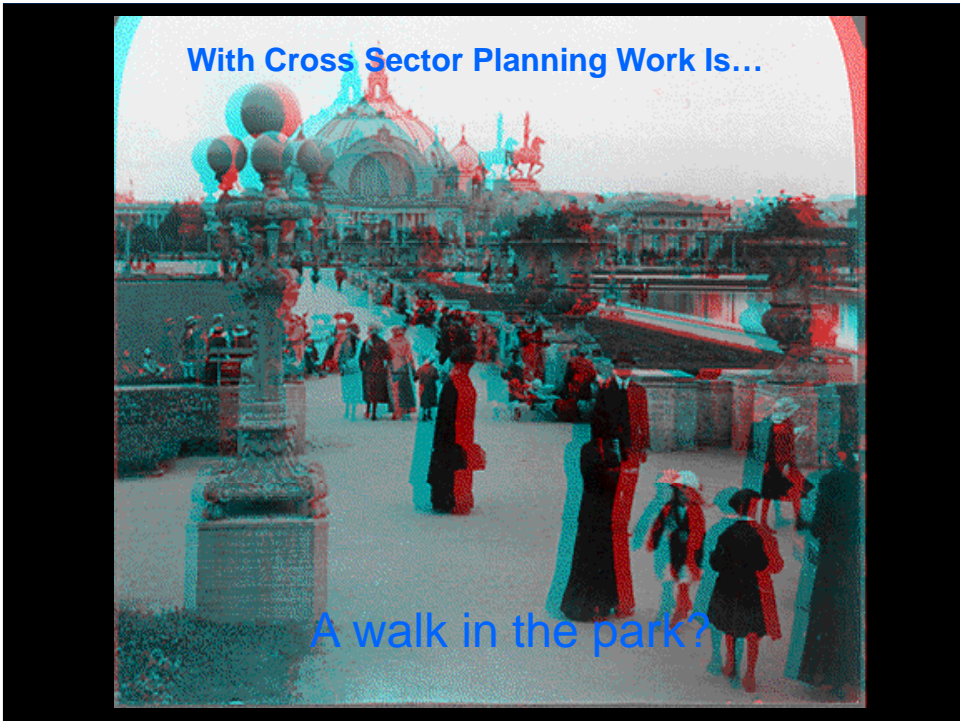 With Cross Sector Planning Work Is…
A walk in the park?